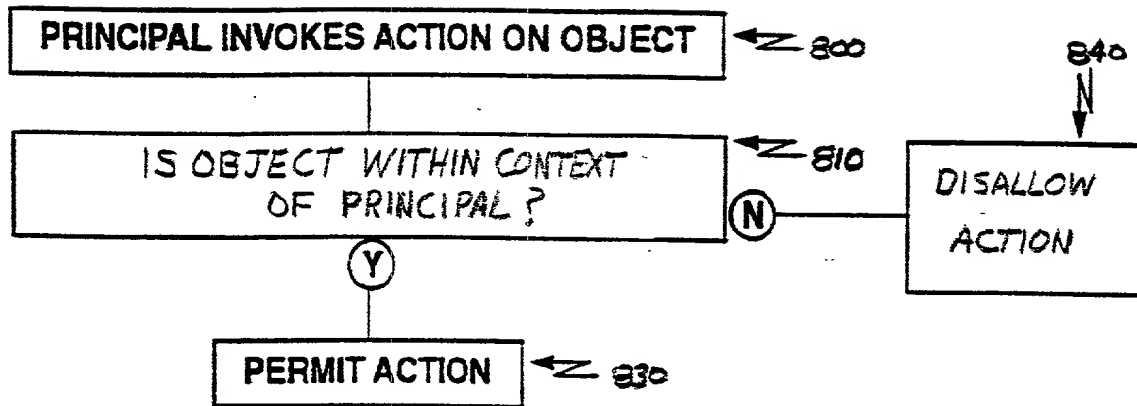 PRINCIPAL INVOKES ACTION ON OBJECT
800
840
IS OBJECT WITHIN CONTEXT
OF PRINCIPAL?
810
N
DISALLOW
ACTION
Y
PERMIT ACTION
830